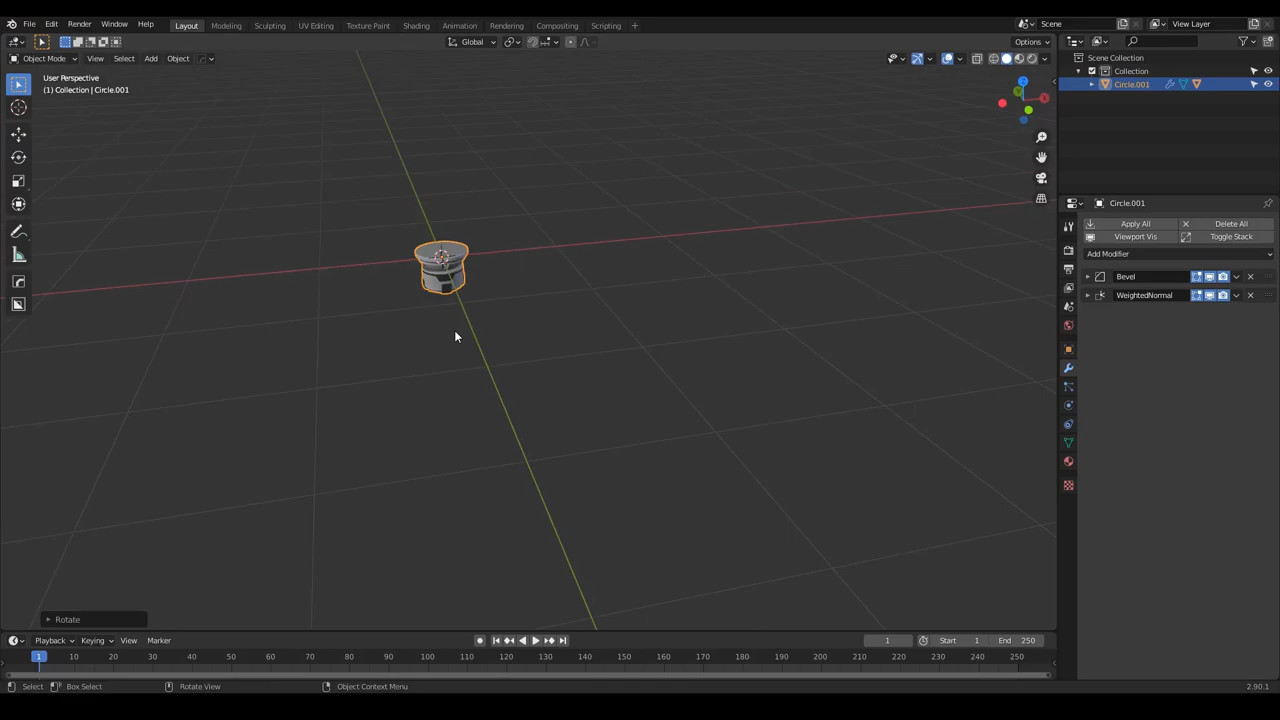 File Edit Render Window Help Layout Modeling Sculpting UV Editing Texture Paint Shading Animation Rendering Compositing Scripting + Scene View Layer
Global Options
Object Mode View Select Add Object
User Perspective
(1) Collection | Circle.001
Scene Collection
Collection
Circle.001
Circle.001
Apply All Delete All
Viewport Vis Toggle Stack
Add Modifier
Bevel
WeightedNormal
Rotate
Playback Keying View Marker 1 Start 1 End 250
1 10 20 30 40 50 60 70 80 90 100 110 120 130 140 150 160 170 180 190 200 210 220 230 240 250
Select Box Select Rotate View Object Context Menu 2.90.1